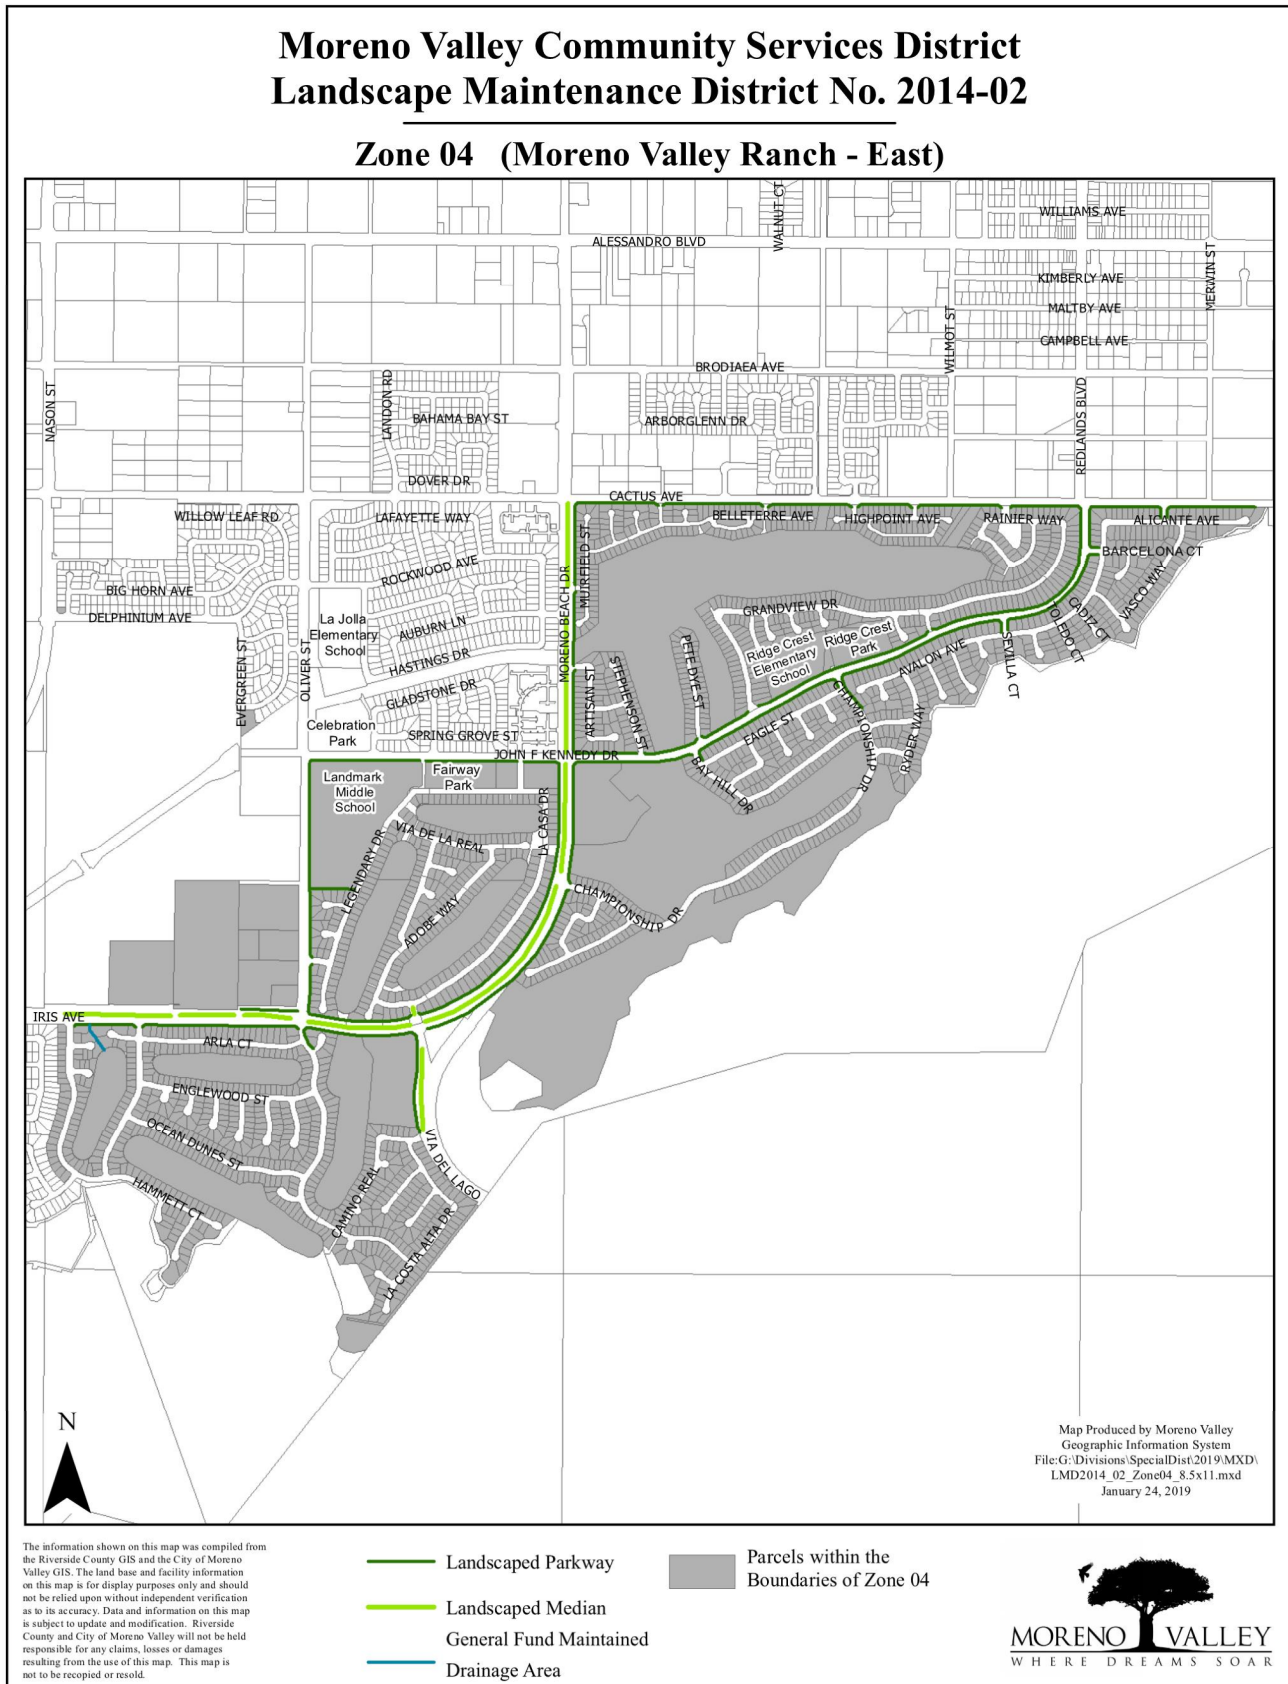 Moreno Valley Community Services District
Landscape Maintenance District No. 2014-02
Zone 04 (Moreno Valley Ranch - East)
WILLIAMS AVE
WALNUT CT
ALESSANDRO BLVD
MERWIN ST
KIMBERLY AVE
MALTBY AVE
WILMOT ST
CAMPBELL AVE
BRODIAEA AVE
NASON ST
LANDON RD
BAHAMA BAY ST
ARBORGLENN DR
REDLANDS BLVD
DOVER DR
CACTUS AVE
WILLOW LEAF RD
LAFAYETTE WAY
BELLETERRE AVE
HIGHPOINT AVE
RAINIER WAY
ALICANTE AVE
MUIRFIELD ST
BARCELONA CT
ROCKWOOD AVE
BIG HORN AVE
VASCO WAY
DELPHINIUM AVE
MORENO BEACH DR
GRANDVIEW DR
CADIZ CT
La Jolla
Elementary
School
AUBURN LN
TOLEDO CT
Ridge Crest
Elementary
School
Ridge Crest
Park
HASTINGS DR
AVALON AVE
SEVILLA CT
EVERGREEN ST
OLIVER ST
PETE DYE ST
STEPHENSON ST
ARTISAN ST
GLADSTONE DR
CHAMPIONSHIP DR
Celebration
Park
SPRING GROVE ST
EAGLE ST
RYDER WAY
JOHN F KENNEDY DR
BAY HILL DR
Landmark
Middle
School
Fairway
Park
LA CASA DR
VIA DE LA REAL
LEGENDARY DR
ADOBE WAY
CHAMPIONSHIP DR
IRIS AVE
ARLA CT
ENGLEWOOD ST
OCEAN DUNES ST
HAMMETT CT
CAMINO REAL
VIA DEL LAGO
LA COSTA ALTA DR
N
Map Produced by Moreno Valley
Geographic Information System
File:G:\Divisions\SpecialDist\2019\MXD\
LMD2014_02_Zone04_8.5x11.mxd
January 24, 2019
The information shown on this map was compiled from
the Riverside County GIS and the City of Moreno
Valley GIS. The land base and facility information
on this map is for display purposes only and should
not be relied upon without independent verification
as to its accuracy. Data and information on this map
is subject to update and modification. Riverside
County and City of Moreno Valley will not be held
responsible for any claims, losses or damages
resulting from the use of this map. This map is
not to be recopied or resold.
Landscaped Parkway
Landscaped Median
General Fund Maintained
Drainage Area
Parcels within the
Boundaries of Zone 04
MORENO VALLEY
WHERE DREAMS SOAR